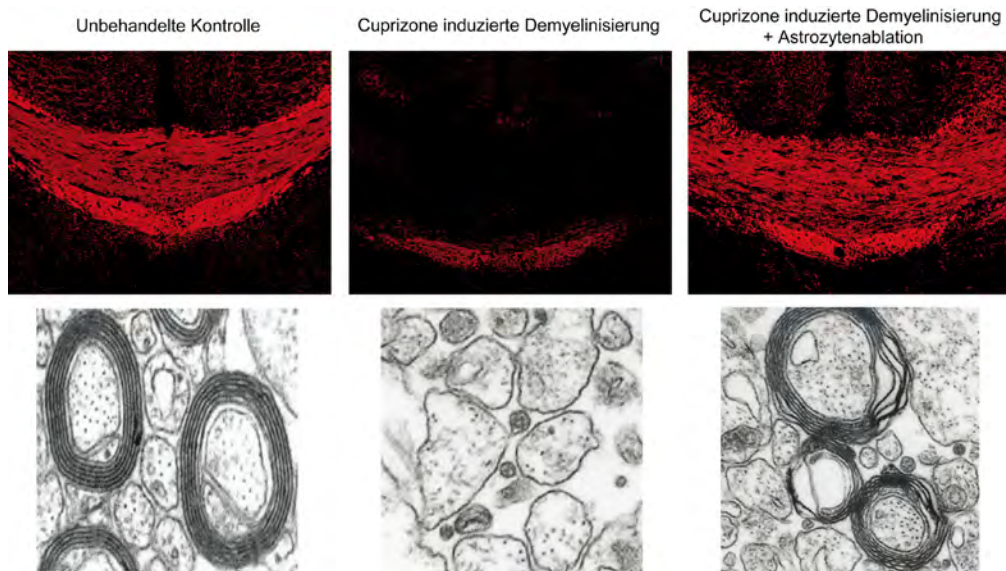 Unbehandelte Kontrolle
Cuprizone induzierte Demyelinisierung
Cuprizone induzierte Demyelinisierung
+ Astrozytenablation